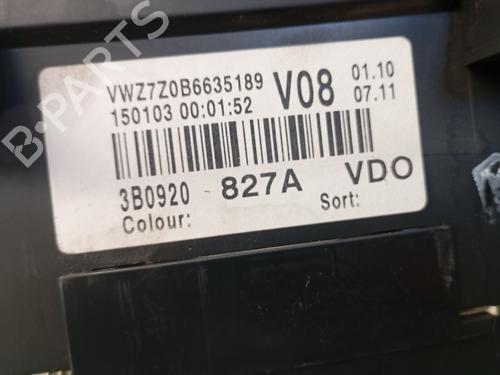 VWZ7Z0B6635189 V08 01.10
150103 00:01:52 07.11
3B0920 827A VDO
Colour: Sort:
B-PARTS